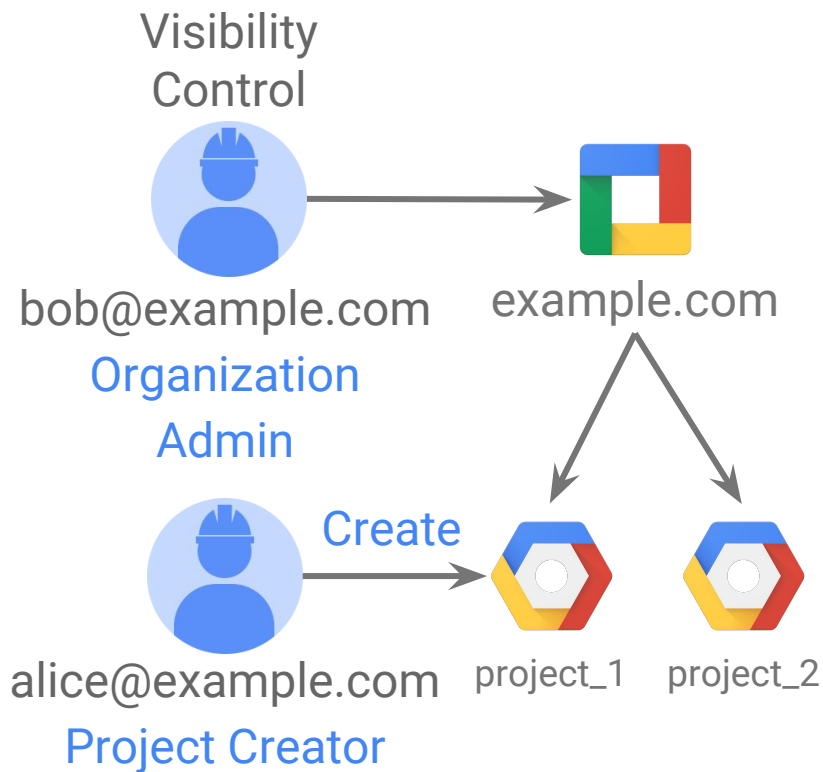 Visibility
Control
bob@example.com
Organization
Admin
example.com
Create
alice@example.com
Project Creator
project_1
project_2